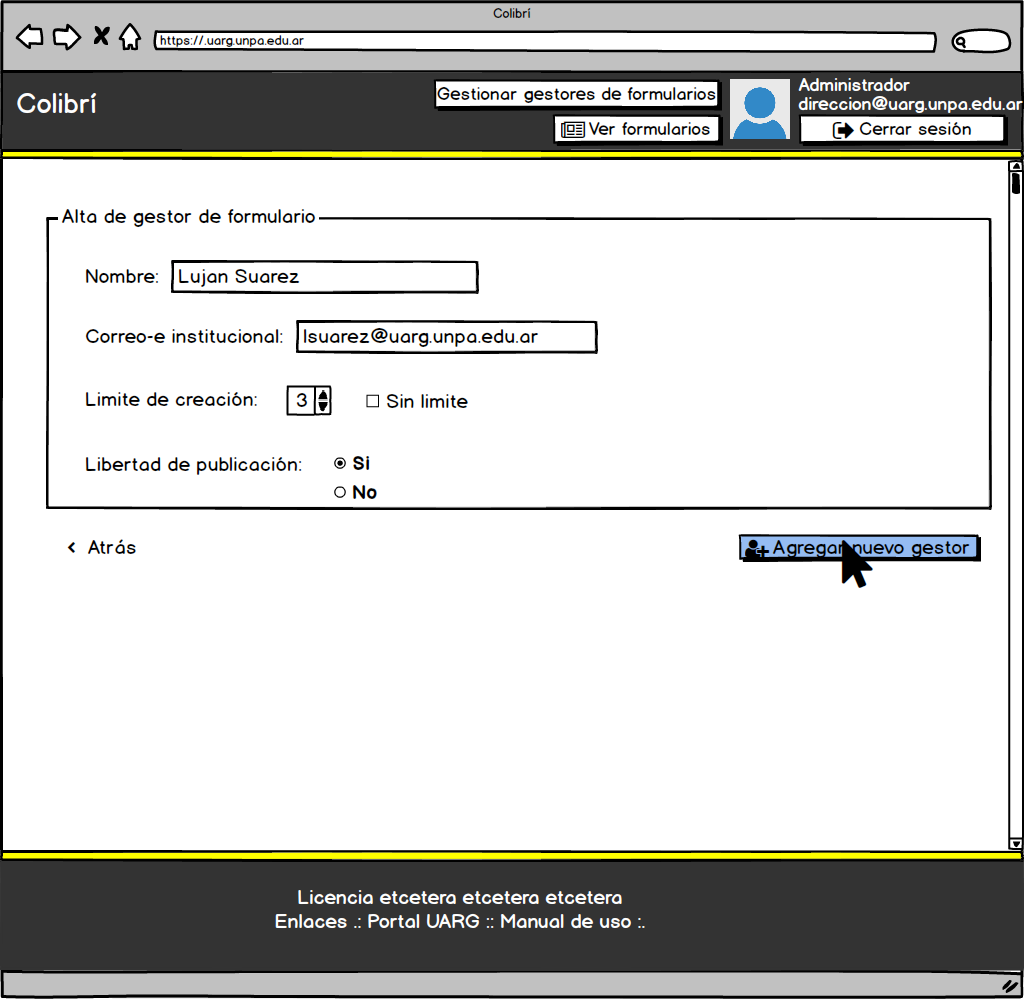 Colibrí
https://.uarg.unpa.edu.ar
Colibrí
Gestionar gestores de formularios
Ver formularios
Administrador
direccion@uarg.unpa.edu.ar
Cerrar sesión
Alta de gestor de formulario
Nombre: Lujan Suarez
Correo-e institucional: lsuarez@uarg.unpa.edu.ar
Limite de creación: 3 Sin limite
Libertad de publicación: Si
No
< Atrás
Agregar nuevo gestor
Licencia etcetera etcetera etcetera
Enlaces .: Portal UARG :: Manual de uso :.